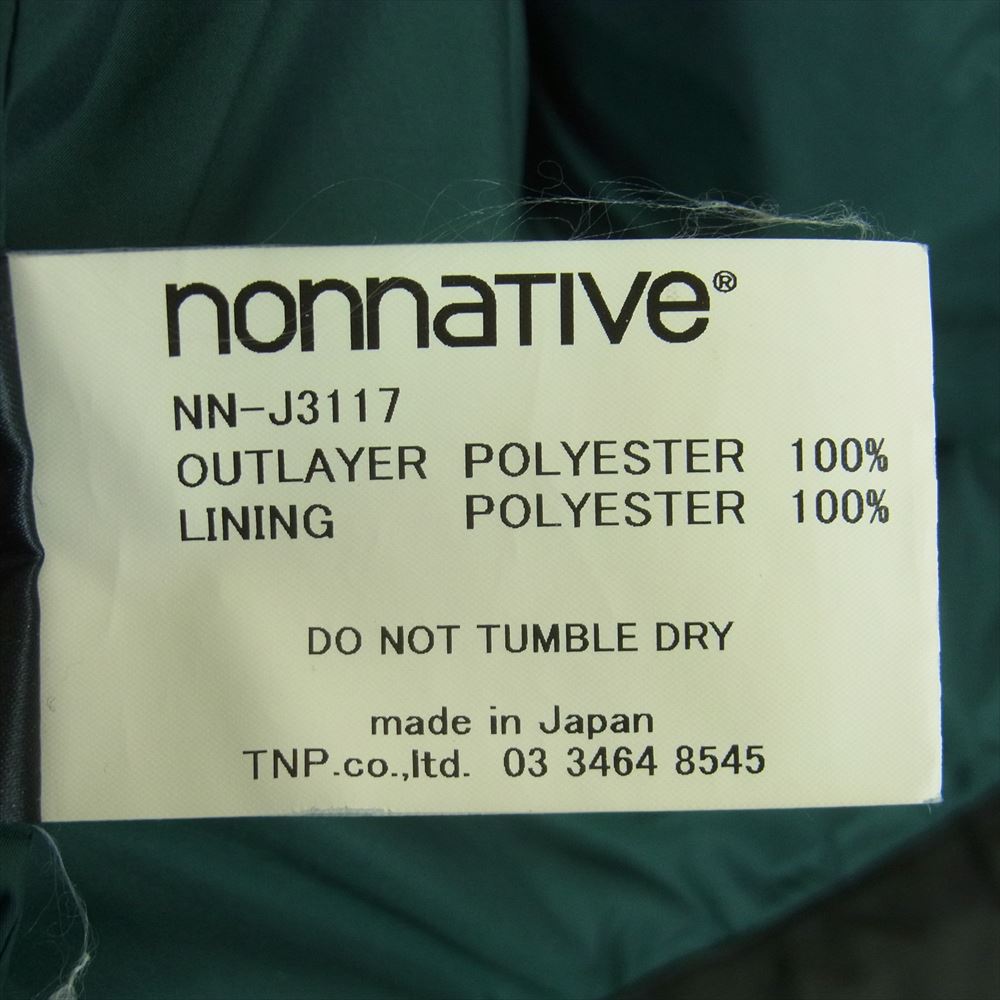 nonnaTIVe®
NN-J3117
OUTLAYER POLYESTER 100%
LINING POLYESTER 100%
DO NOT TUMBLE DRY
made in Japan
TNP.co.,ltd. 03 3464 8545